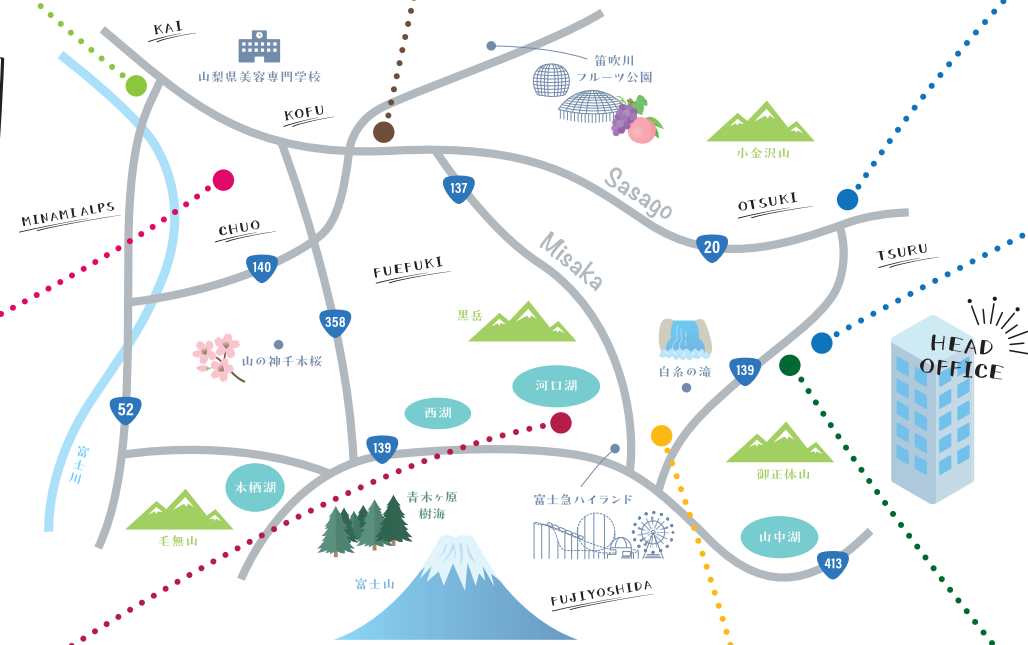 KAI
山梨県美容専門学校
笛吹川
フルーツ公園
KOFU
小金沢山
137
Sasago
OTSUKI
MINAMI ALPS
CHUO
20
TSURU
140
FUEFUKI
Misaka
黒岳
358
HEAD
OFFICE
山の神千本桜
白糸の滝
139
河口湖
52
西湖
139
富士川
本栖湖
御正体山
青木ヶ原
樹海
富士急ハイランド
毛無山
山中湖
413
富士山
FUJIYOSHIDA